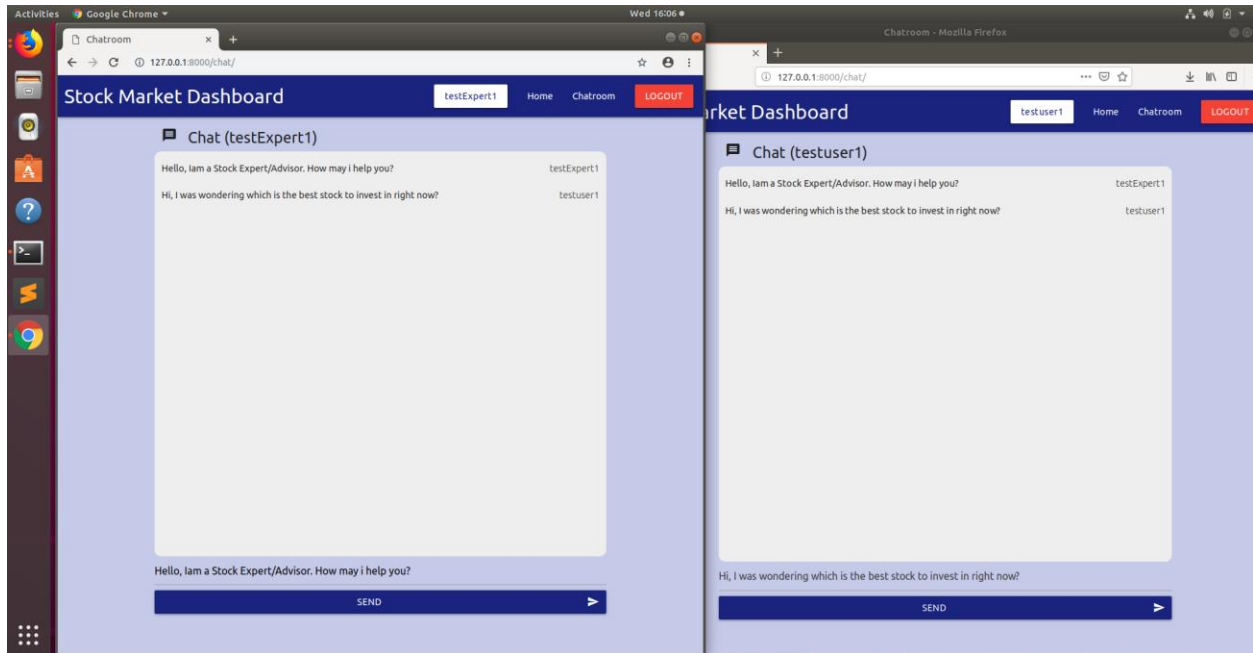 Activities Google Chrome Wed 16:06
Chatroom
127.0.0.1:8000/chat/
Stock Market Dashboard testExpert1 Home Chatroom LOGOUT
Chat (testExpert1)
Hello, Iam a Stock Expert/Advisor. How may i help you? testExpert1
Hi, I was wondering which is the best stock to invest in right now? testuser1
Hello, Iam a Stock Expert/Advisor. How may i help you?
SEND
Chatroom - Mozilla Firefox
127.0.0.1:8000/chat/
rket Dashboard testuser1 Home Chatroom LOGOUT
Chat (testuser1)
Hello, Iam a Stock Expert/Advisor. How may i help you? testExpert1
Hi, I was wondering which is the best stock to invest in right now? testuser1
Hi, I was wondering which is the best stock to invest in right now?
SEND